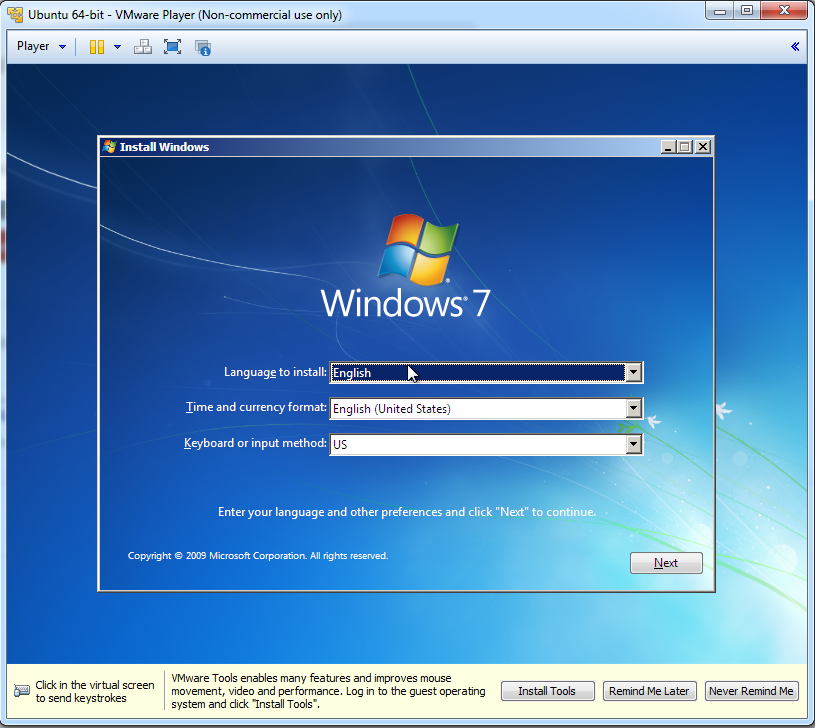 Ubuntu 64-bit - VMware Player (Non-commercial use only)
Player
Install Windows
Windows® 7
Language to install: English
Time and currency format: English (United States)
Keyboard or input method: US
Enter your language and other preferences and click "Next" to continue.
Copyright © 2009 Microsoft Corporation. All rights reserved.
Next
Click in the virtual screen
to send keystrokes
VMware Tools enables many features and improves mouse
movement, video and performance. Log in to the guest operating
system and click "Install Tools".
Install Tools
Remind Me Later
Never Remind Me